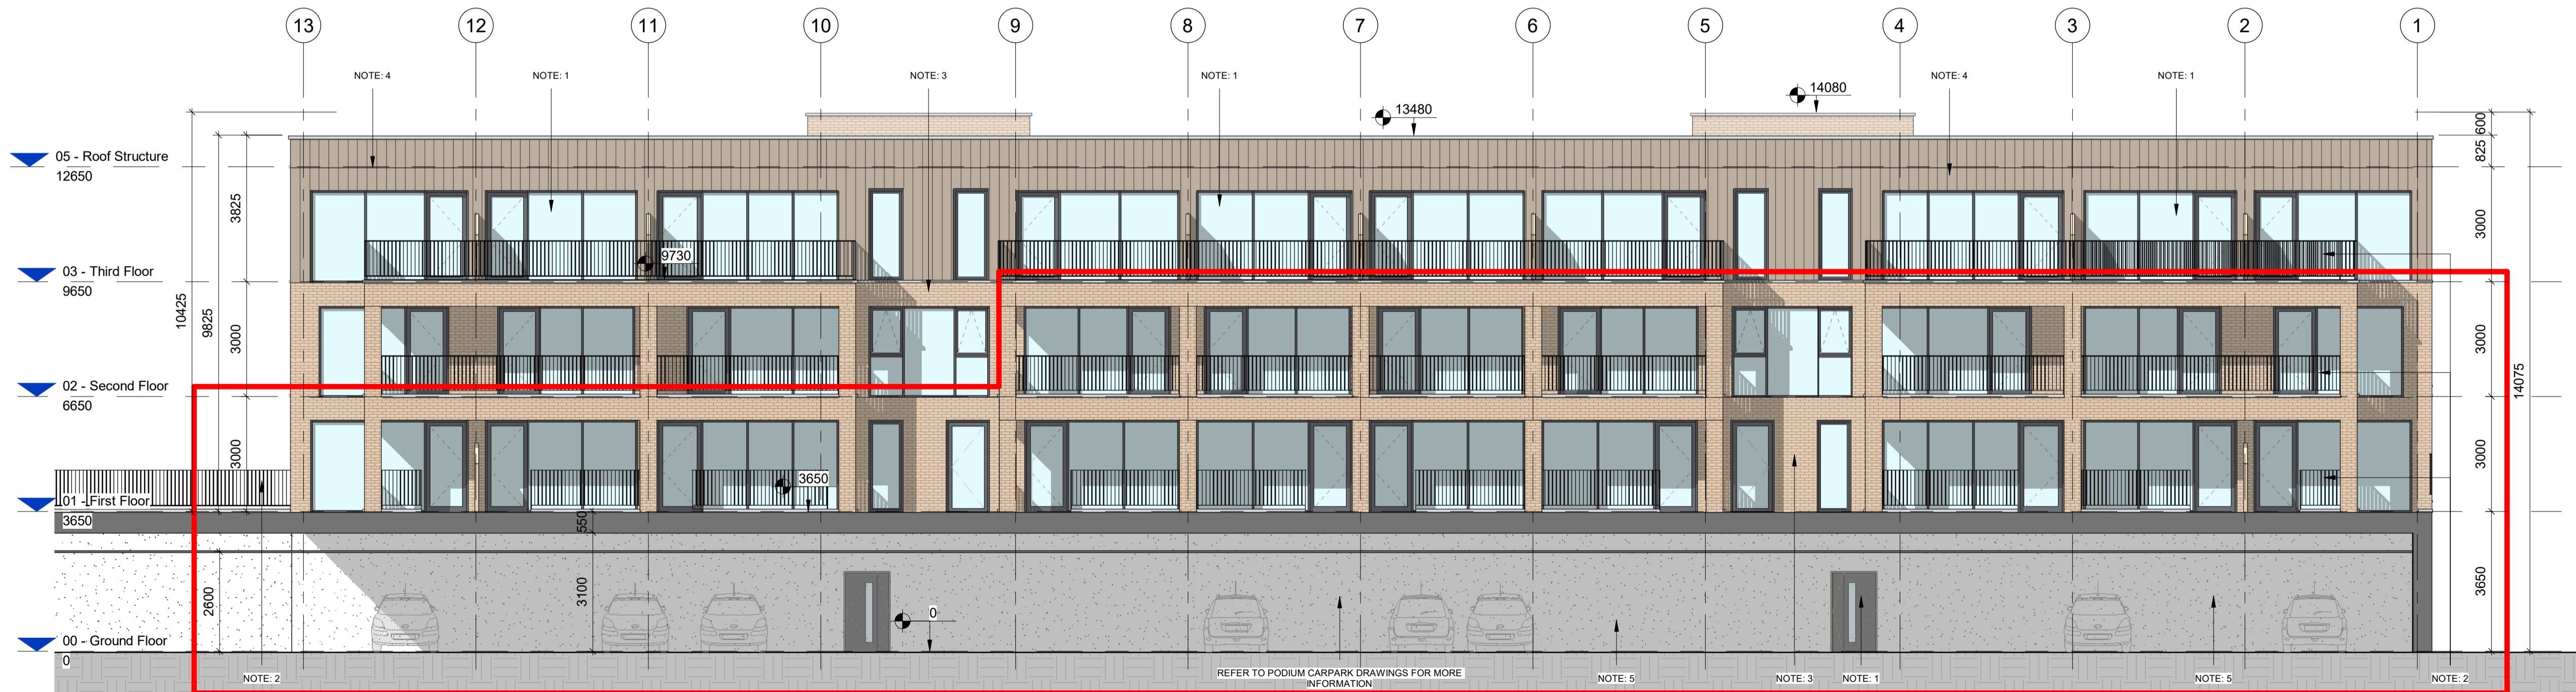 13 12 11 10 9 8 7 6 5 4 3 2 1
NOTE: 4
NOTE: 1
NOTE: 3
NOTE: 1
NOTE: 4
NOTE: 1
14080
13480
600
825
05 - Roof Structure
12650
3825
3000
9730
03 - Third Floor
9650
10425
9825
3000
3000
14075
02 - Second Floor
6650
3000
3000
3650
01 - First Floor
3650
550
2600
3100
3650
0
00 - Ground Floor
0
NOTE: 2
REFER TO PODIUM CARPARK DRAWINGS FOR MORE
INFORMATION
NOTE: 5
NOTE: 3
NOTE: 1
NOTE: 5
NOTE: 2